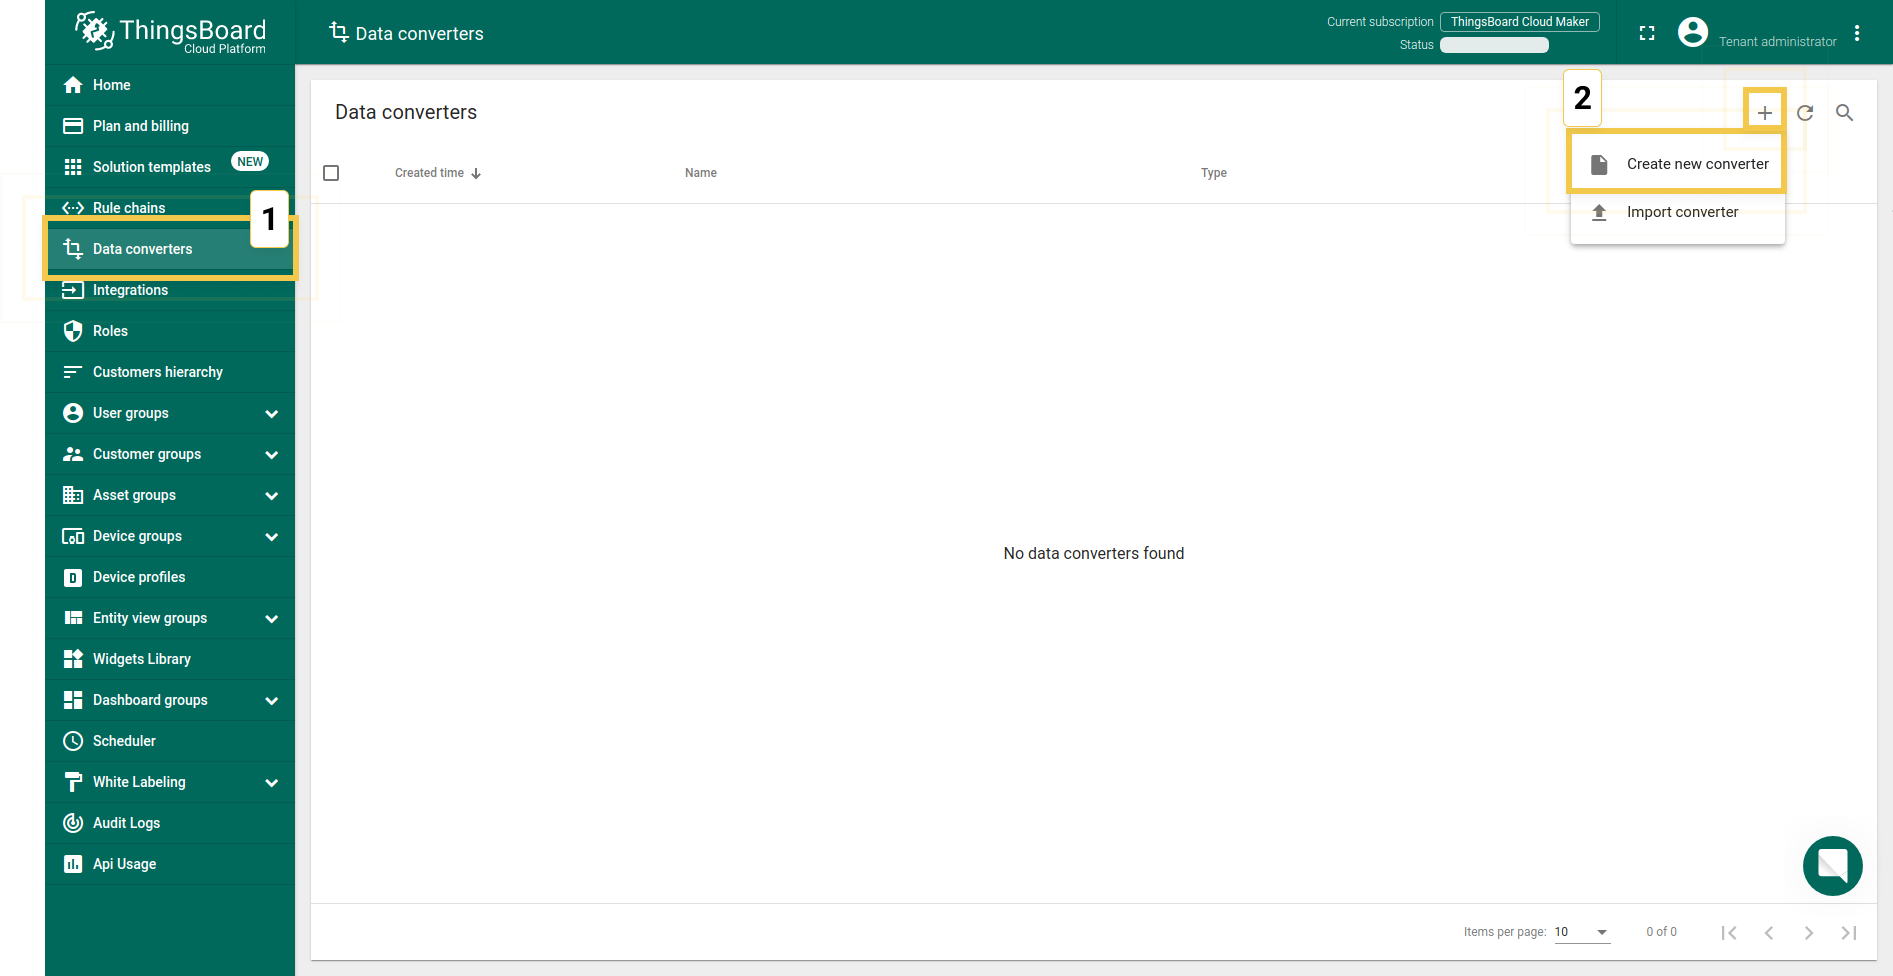 ThingsBoard
Cloud Platform
Data converters
Current subscription ThingsBoard Cloud Maker
Status
Tenant administrator
Home
Plan and billing
Solution templates NEW
Rule chains
1
Data converters
Integrations
Roles
Customers hierarchy
User groups
Customer groups
Asset groups
Device groups
Device profiles
Entity view groups
Widgets Library
Dashboard groups
Scheduler
White Labeling
Audit Logs
Api Usage
Data converters
2
Create new converter
Import converter
Created time Name Type
No data converters found
Items per page: 10 0 of 0